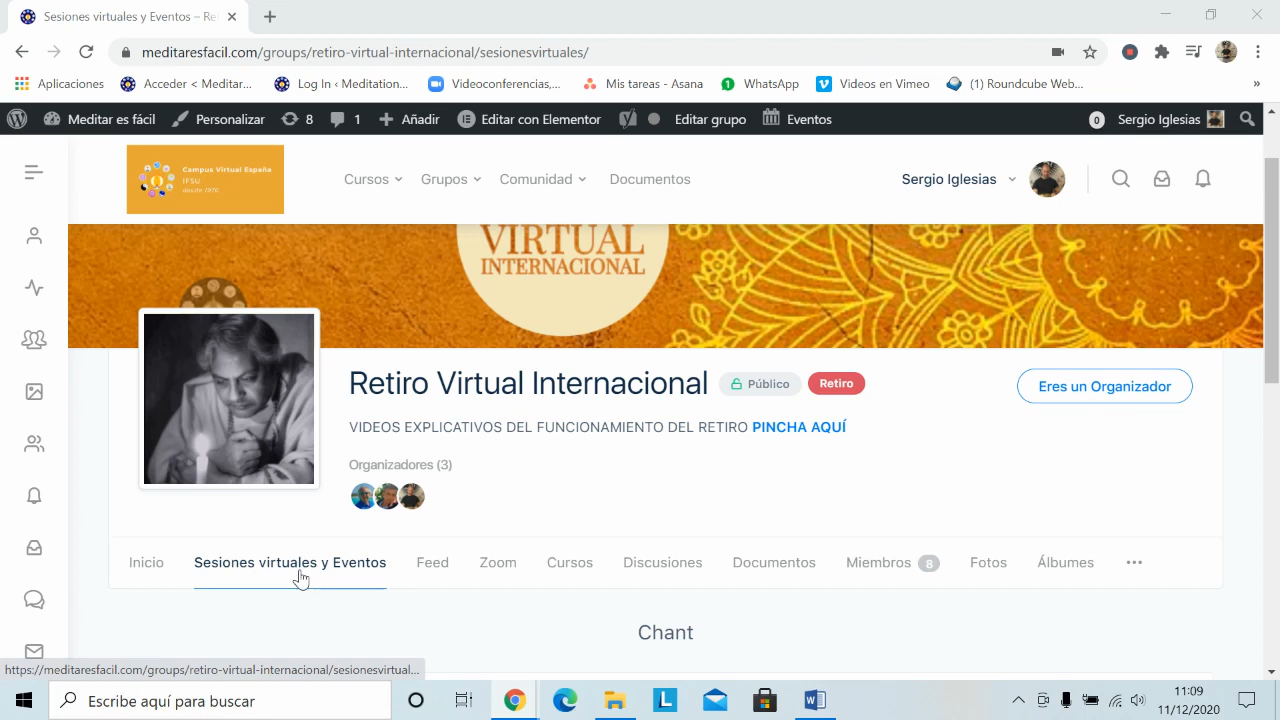 Sesiones virtuales y Eventos – Re
meditaresfacil.com/groups/retiro-virtual-internacional/sesionesvirtuales/
Aplicaciones
Acceder < Meditar...
Log In < Meditation...
Videoconferencias,...
Mis tareas - Asana
1
WhatsApp
Videos en Vimeo
(1) Roundcube Web...
»
Meditar es fácil
Personalizar
8
1
Añadir
Editar con Elementor
Editar grupo
Eventos
0
Sergio Iglesias
Campus Virtual España
IFSU
desde 1970
Cursos
Grupos
Comunidad
Documentos
Sergio Iglesias
VIRTUAL
INTERNACIONAL
Retiro Virtual Internacional
Público
Retiro
Eres un Organizador
VIDEOS EXPLICATIVOS DEL FUNCIONAMIENTO DEL RETIRO PINCHA AQUÍ
Organizadores (3)
Inicio
Sesiones virtuales y Eventos
Feed
Zoom
Cursos
Discusiones
Documentos
Miembros 8
Fotos
Álbumes
Chant
https://meditaresfacil.com/groups/retiro-virtual-internacional/sesionvirtual...
Escribe aquí para buscar
L
11:09
11/12/2020